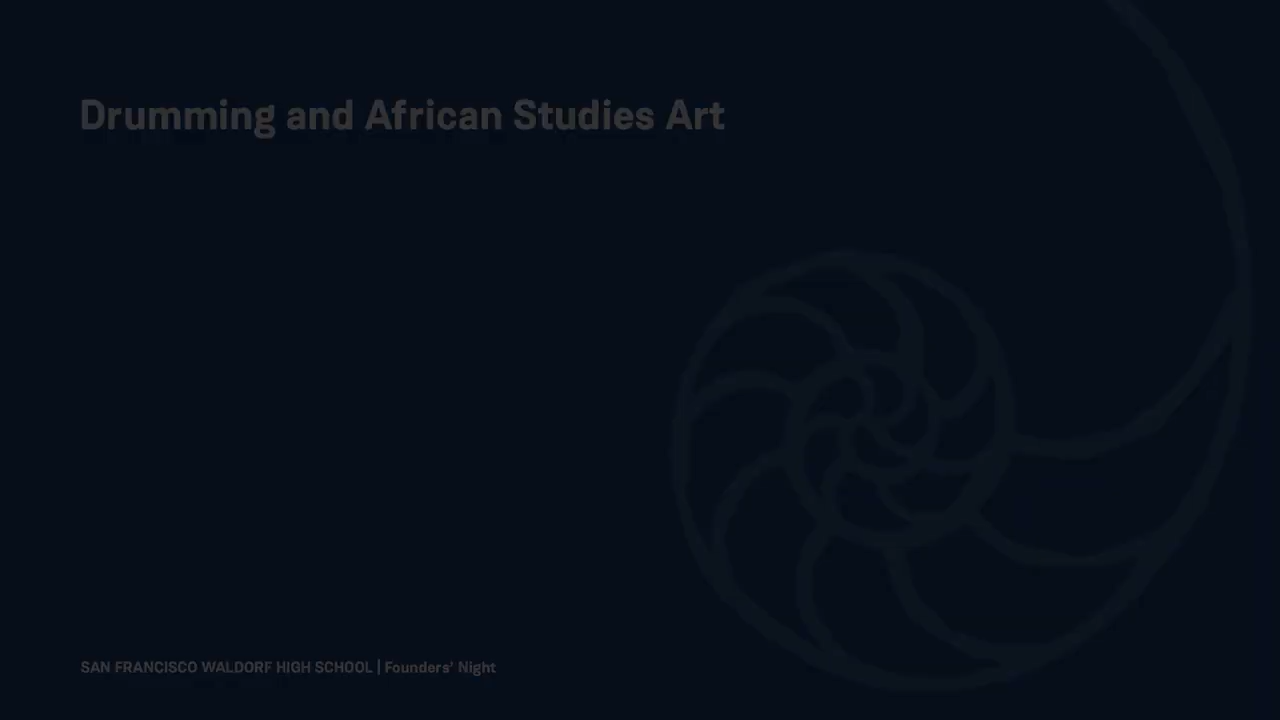 Drumming and African Studies Art
SAN FRANCISCO WALDORF HIGH SCHOOL | Founders' Night